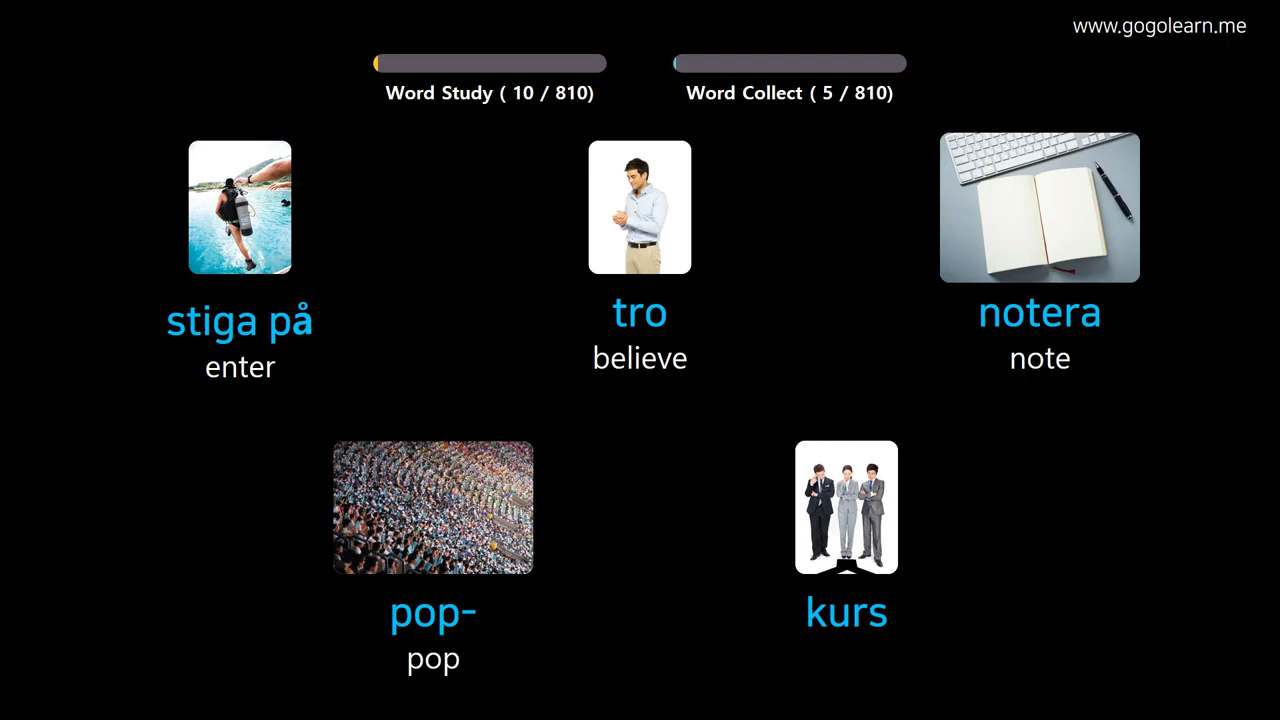 www.gogolearn.me
Word Study ( 10 / 810)
Word Collect ( 5 / 810)
stiga på
enter
tro
believe
notera
note
pop-
pop
kurs